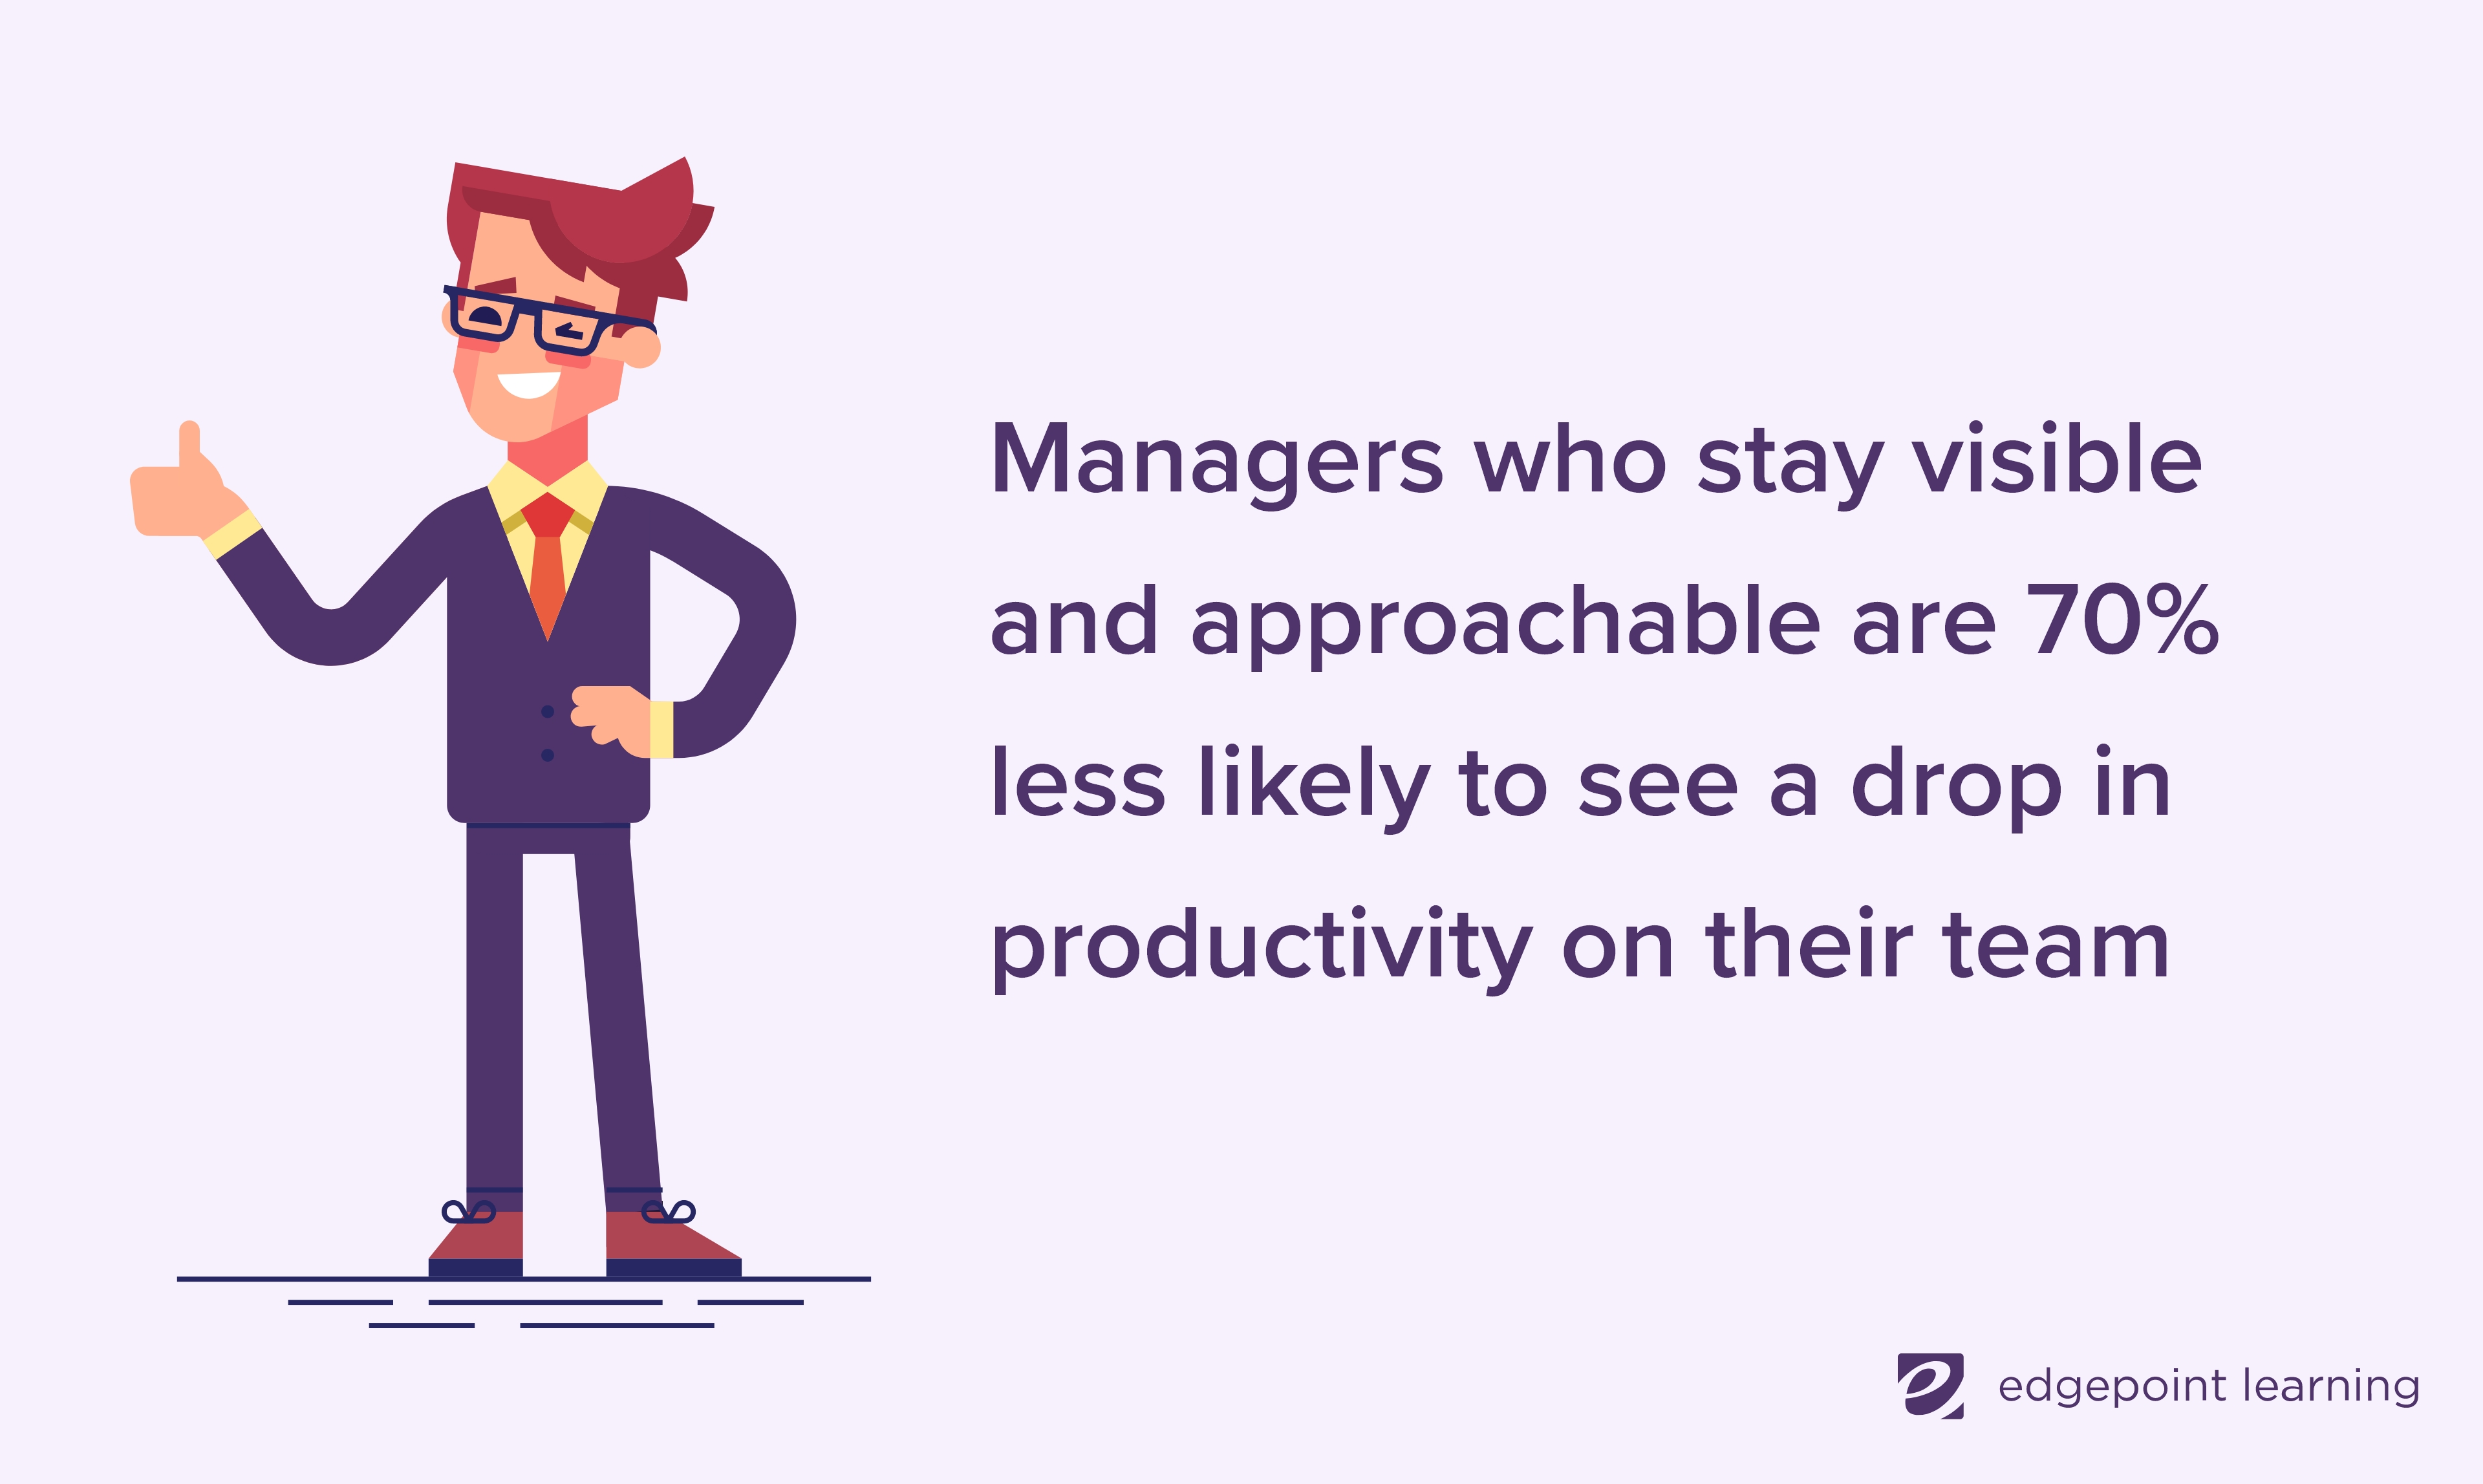 Managers who stay visible
and approachable are 70%
less likely to see a drop in
productivity on their team
edgepoint learning